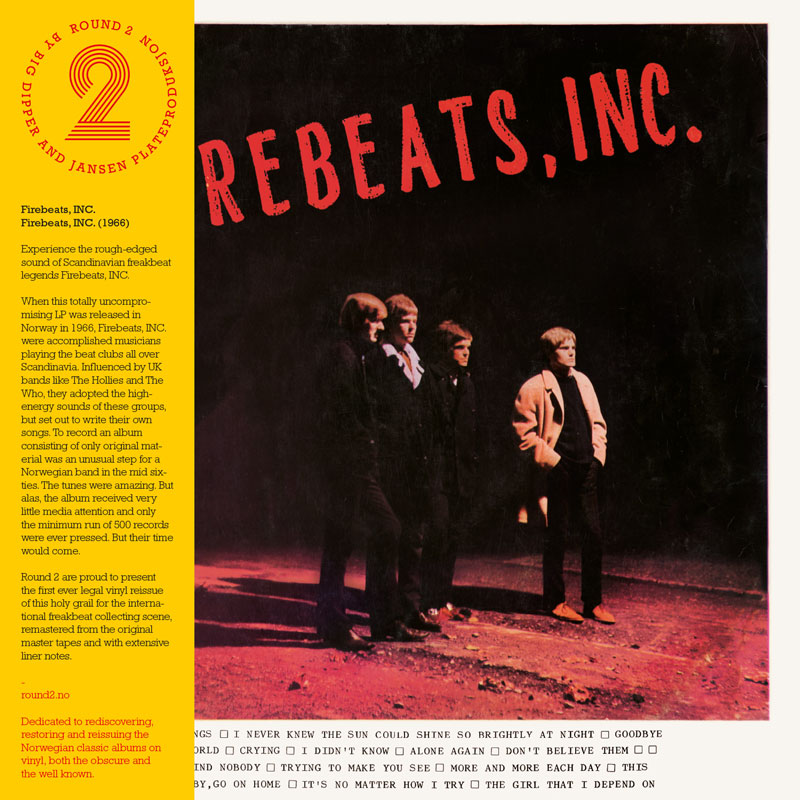 ROUND 2
BY BIG DIPPER AND JANSEN PLATEPRODUKSJON
2
REBEATS, INC.
Firebeats, INC.
Firebeats, INC. (1966)
Experience the rough-edged
sound of Scandinavian freakbeat
legends Firebeats, INC.
When this totally uncompro-
mising LP was released in
Norway in 1966, Firebeats, INC.
were accomplished musicians
playing the beat clubs all over
Scandinavia. Influenced by UK
bands like The Hollies and The
Who, they adopted the high-
energy sounds of these groups,
but set out to write their own
songs. To record an album
consisting of only original mat-
erial was an unusual step for a
Norwegian band in the mid six-
ties. The tunes were amazing. But
alas, the album received very
little media attention and only
the minimum run of 500 records
were ever pressed. But their time
would come.
Round 2 are proud to present
the first ever legal vinyl reissue
of this holy grail for the interna-
tional freakbeat collecting scene,
remastered from the original
master tapes and with extensive
liner notes.
-
round2.no
Dedicated to rediscovering,
restoring and reissuing the
Norwegian classic albums on
vinyl, both the obscure and
the well known.
NGS □ I NEVER KNEW THE SUN COULD SHINE SO BRIGHTLY AT NIGHT □ GOODBYE
ORLD □ CRYING □ I DIDN'T KNOW □ ALONE AGAIN □ DON'T BELIEVE THEM □ □
IND NOBODY □ TRYING TO MAKE YOU SEE □ MORE AND MORE EACH DAY □ THIS
BY,GO ON HOME □ IT'S NO MATTER HOW I TRY □ THE GIRL THAT I DEPEND ON